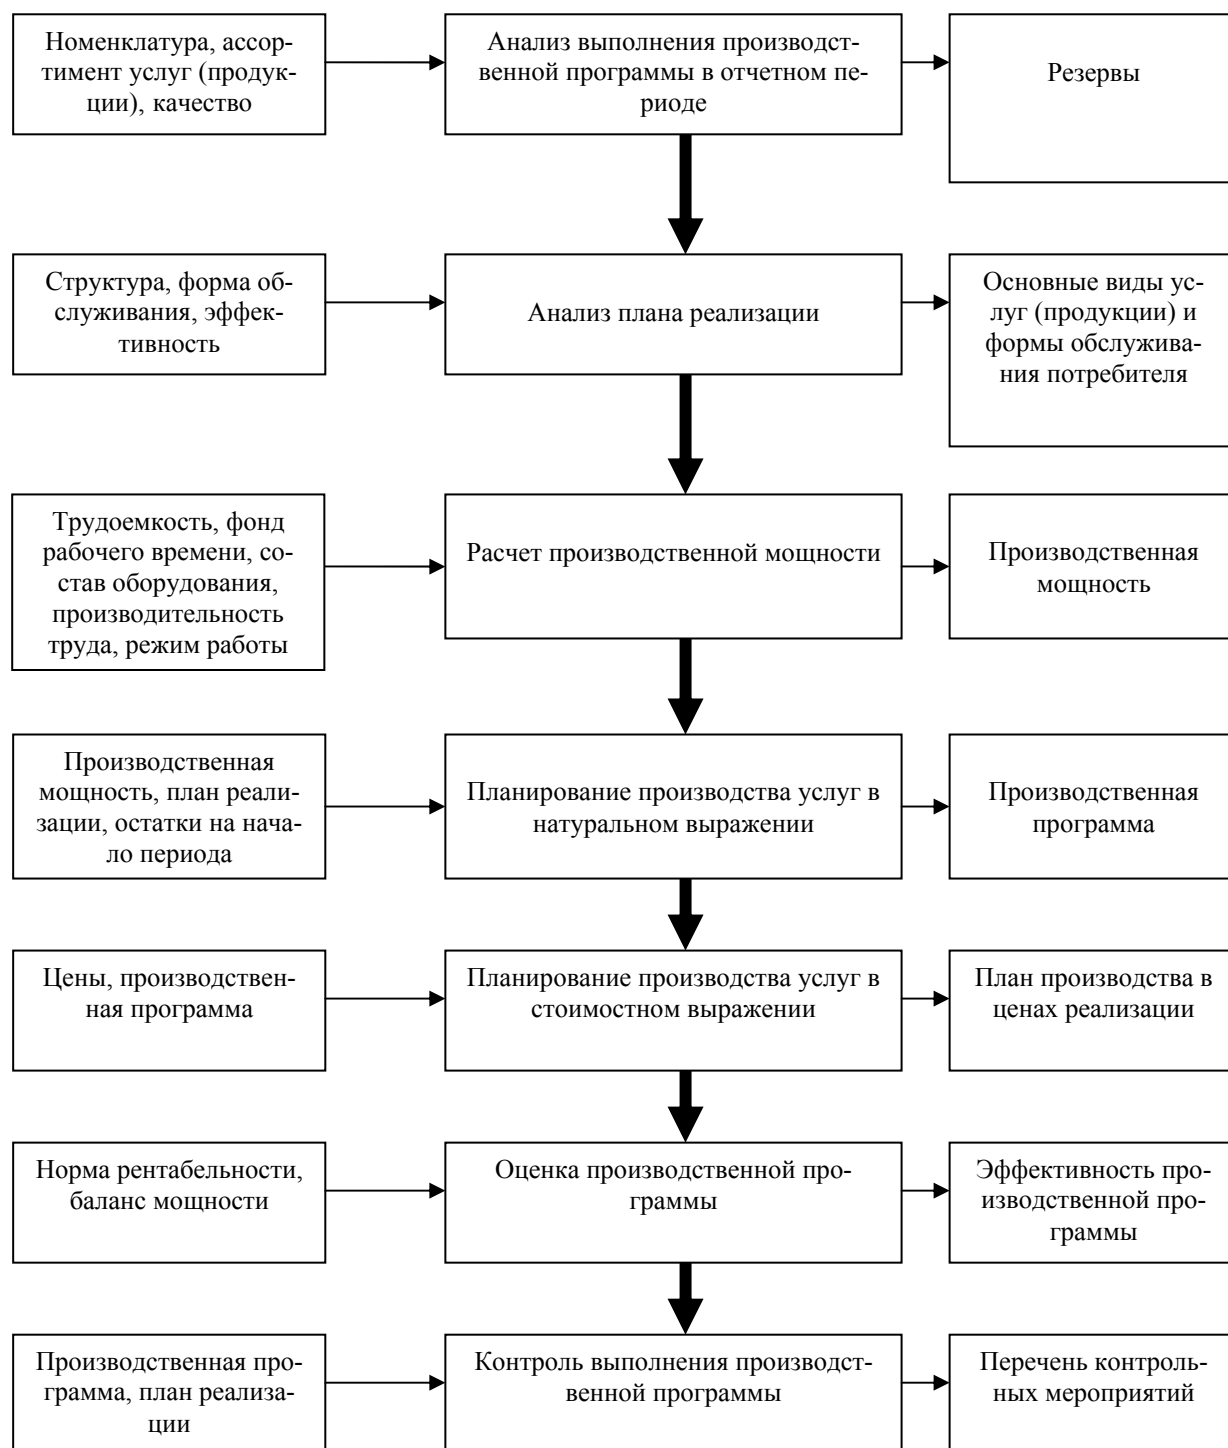 Номенклатура, ассор-
тимент услуг (продук-
ции), качество
Анализ выполнения производст-
венной программы в отчетном пе-
риоде
Резервы
Структура, форма об-
служивания, эффек-
тивность
Анализ плана реализации
Основные виды ус-
луг (продукции) и
формы обслужива-
ния потребителя
Трудоемкость, фонд
рабочего времени, со-
став оборудования,
производительность
труда, режим работы
Расчет производственной мощности
Производственная
мощность
Производственная
мощность, план реали-
зации, остатки на нача-
ло периода
Планирование производства услуг в
натуральном выражении
Производственная
программа
Цены, производствен-
ная программа
Планирование производства услуг в
стоимостном выражении
План производства в
ценах реализации
Норма рентабельности,
баланс мощности
Оценка производственной про-
граммы
Эффективность про-
изводственной про-
граммы
Производственная про-
грамма, план реализа-
ции
Контроль выполнения производст-
венной программы
Перечень контроль-
ных мероприятий